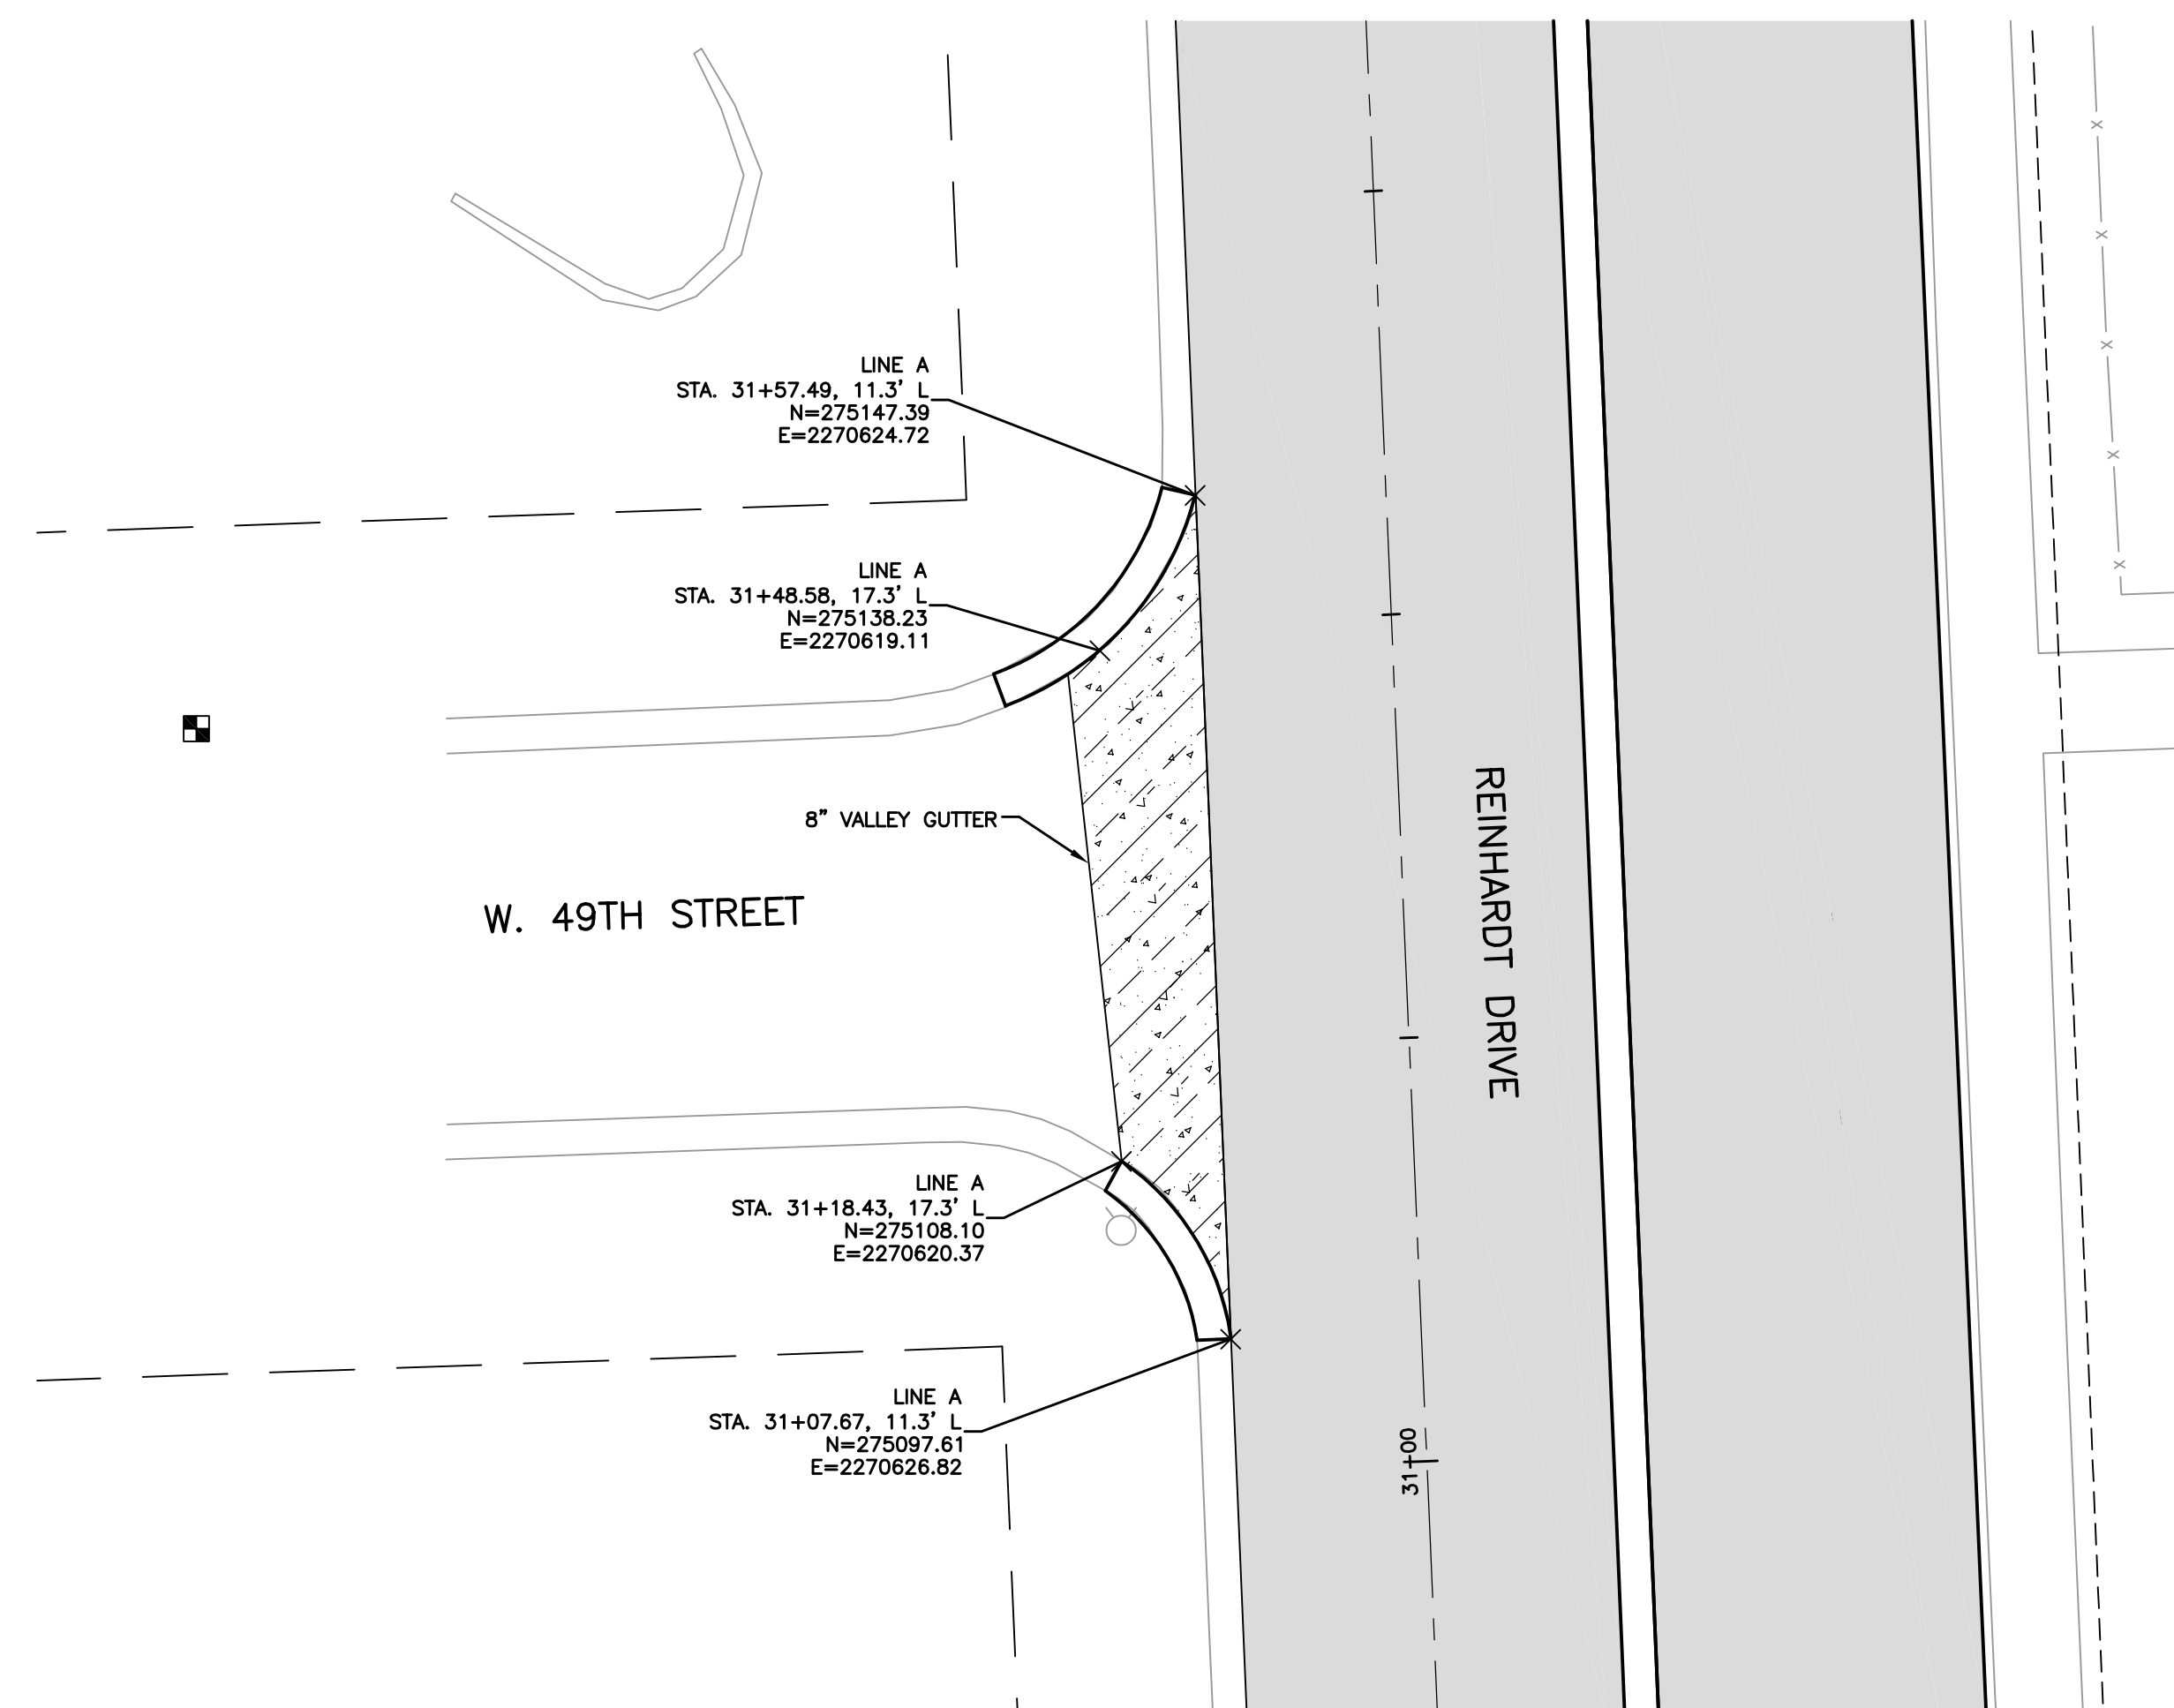 LINE A
STA. 31+57.49, 11.3' L
N=275147.39
E=2270624.72
LINE A
STA. 31+48.58, 17.3' L
N=275138.23
E=2270619.11
8" VALLEY GUTTER
W. 49TH STREET
REINHARDT DRIVE
LINE A
STA. 31+18.43, 17.3' L
N=275108.10
E=2270620.37
LINE A
STA. 31+07.67, 11.3' L
N=275097.61
E=2270626.82
31+00